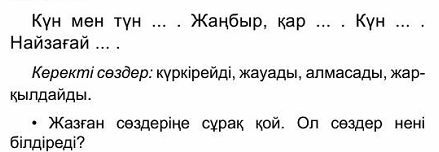 Күн мен түн ... . Жаңбыр, қар ... . Күн ... .
Найзағай ... .
Керекті сөздер: күркірейді, жауады, алмасады, жар-
қылдайды.
• Жазған сөздеріңе сұрақ қой. Ол сөздер нені
білдіреді?